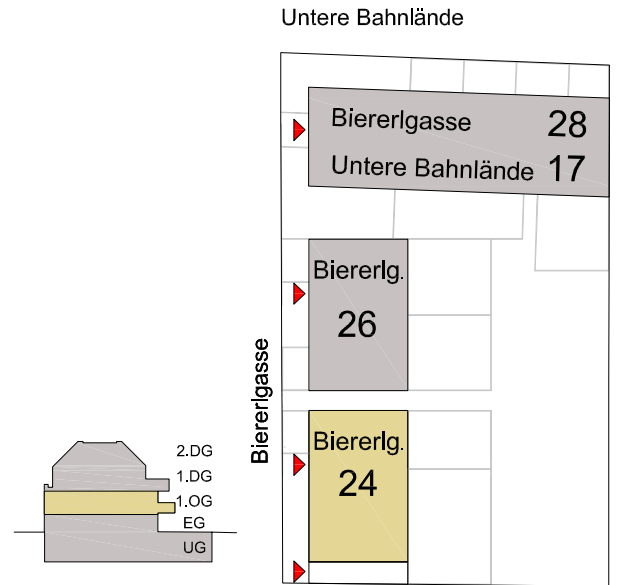 Untere Bahnlände
Biererlgasse 28
Untere Bahnlände 17
Biererlg.
26
Biererlgasse
Biererlg.
24
2.DG
1.DG
1.OG
EG
UG